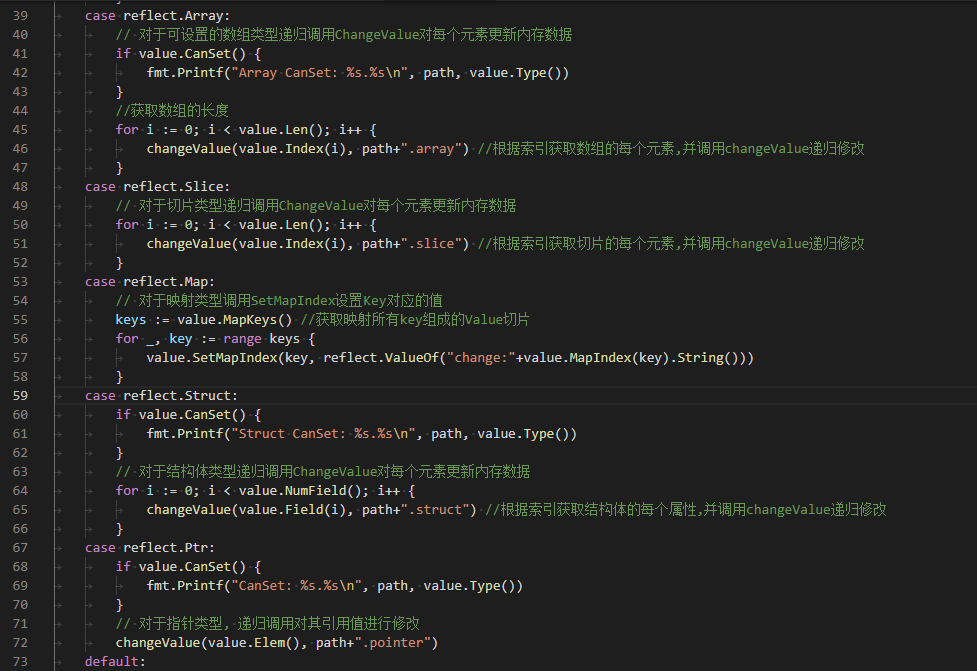 39 case reflect.Array:
40 // 对于可设置的数组类型递归调用ChangeValue对每个元素更新内存数据
41 if value.CanSet() {
42 fmt.Printf("Array CanSet: %s.%s\n", path, value.Type())
43 }
44 //获取数组的长度
45 for i := 0; i < value.Len(); i++ {
46 changeValue(value.Index(i), path+".array") //根据索引获取数组的每个元素,并调用changeValue递归修改
47 }
48 case reflect.Slice:
49 // 对于切片类型递归调用ChangeValue对每个元素更新内存数据
50 for i := 0; i < value.Len(); i++ {
51 changeValue(value.Index(i), path+".slice") //根据索引获取切片的每个元素,并调用changeValue递归修改
52 }
53 case reflect.Map:
54 // 对于映射类型调用SetMapIndex设置Key对应的值
55 keys := value.MapKeys() //获取映射所有key组成的Value切片
56 for _, key := range keys {
57 value.SetMapIndex(key, reflect.ValueOf("change:"+value.MapIndex(key).String()))
58 }
59 case reflect.Struct:
60 if value.CanSet() {
61 fmt.Printf("Struct CanSet: %s.%s\n", path, value.Type())
62 }
63 // 对于结构体类型递归调用ChangeValue对每个元素更新内存数据
64 for i := 0; i < value.NumField(); i++ {
65 changeValue(value.Field(i), path+".struct") //根据索引获取结构体的每个属性,并调用changeValue递归修改
66 }
67 case reflect.Ptr:
68 if value.CanSet() {
69 fmt.Printf("CanSet: %s.%s\n", path, value.Type())
70 }
71 // 对于指针类型, 递归调用对其引用值进行修改
72 changeValue(value.Elem(), path+".pointer")
73 default: